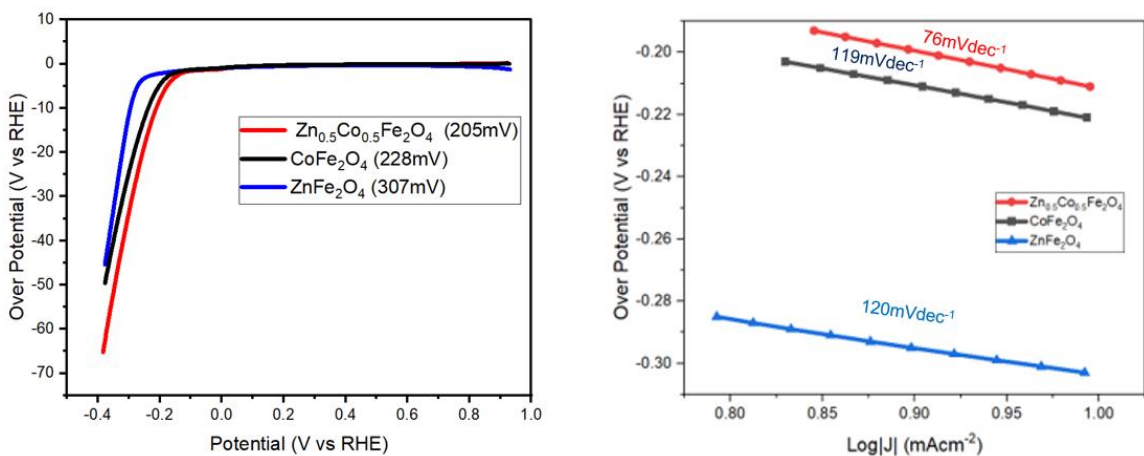 10
0
-10
-20
-30
-40
-50
-60
-70
Over Potential (V vs RHE)
Zn0.5Co0.5Fe2O4 (205mV)
CoFe2O4 (228mV)
ZnFe2O4 (307mV)
-0.4 -0.2 0.0 0.2 0.4 0.6 0.8 1.0
Potential (V vs RHE)
-0.20
-0.22
-0.24
-0.26
-0.28
-0.30
Over Potential (V vs RHE)
76mVdec-1
119mVdec-1
Zn0.5Co0.5Fe2O4
CoFe2O4
ZnFe2O4
120mVdec-1
0.80 0.85 0.90 0.95 1.00
Log|J| (mAcm-2)